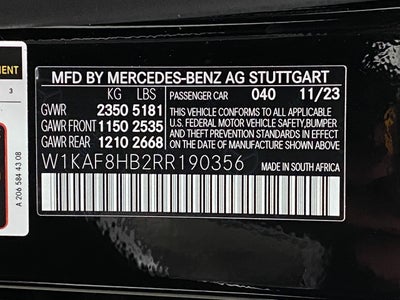 MENT
3
A 206 584 43 08
MFD BY MERCEDES-BENZ AG STUTTGART
KG LBS
GVWR 2350 5181
GAWR FRONT 1150 2535
GAWR REAR 1210 2668
PASSENGER CAR 040 11/23
THIS VEHICLE CONFORMS TO ALL APPLICABLE
U.S. FEDERAL MOTOR VEHICLE SAFETY, BUMPER,
AND THEFT PREVENTION STANDARDS IN EFFECT
ON THE DATE OF MANUFACTURE SHOWN ABOVE.
W1KAF8HB2RR190356
MADE IN SOUTH AFRICA